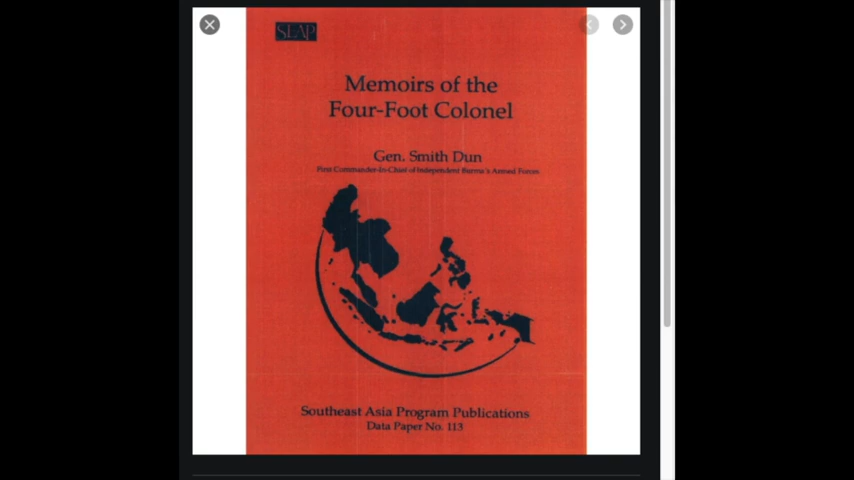 SEAP
Memoirs of the
Four-Foot Colonel
Gen. Smith Dun
First Commander-in-Chief of Independent Burma's Armed Forces
Southeast Asia Program Publications
Data Paper No. 113